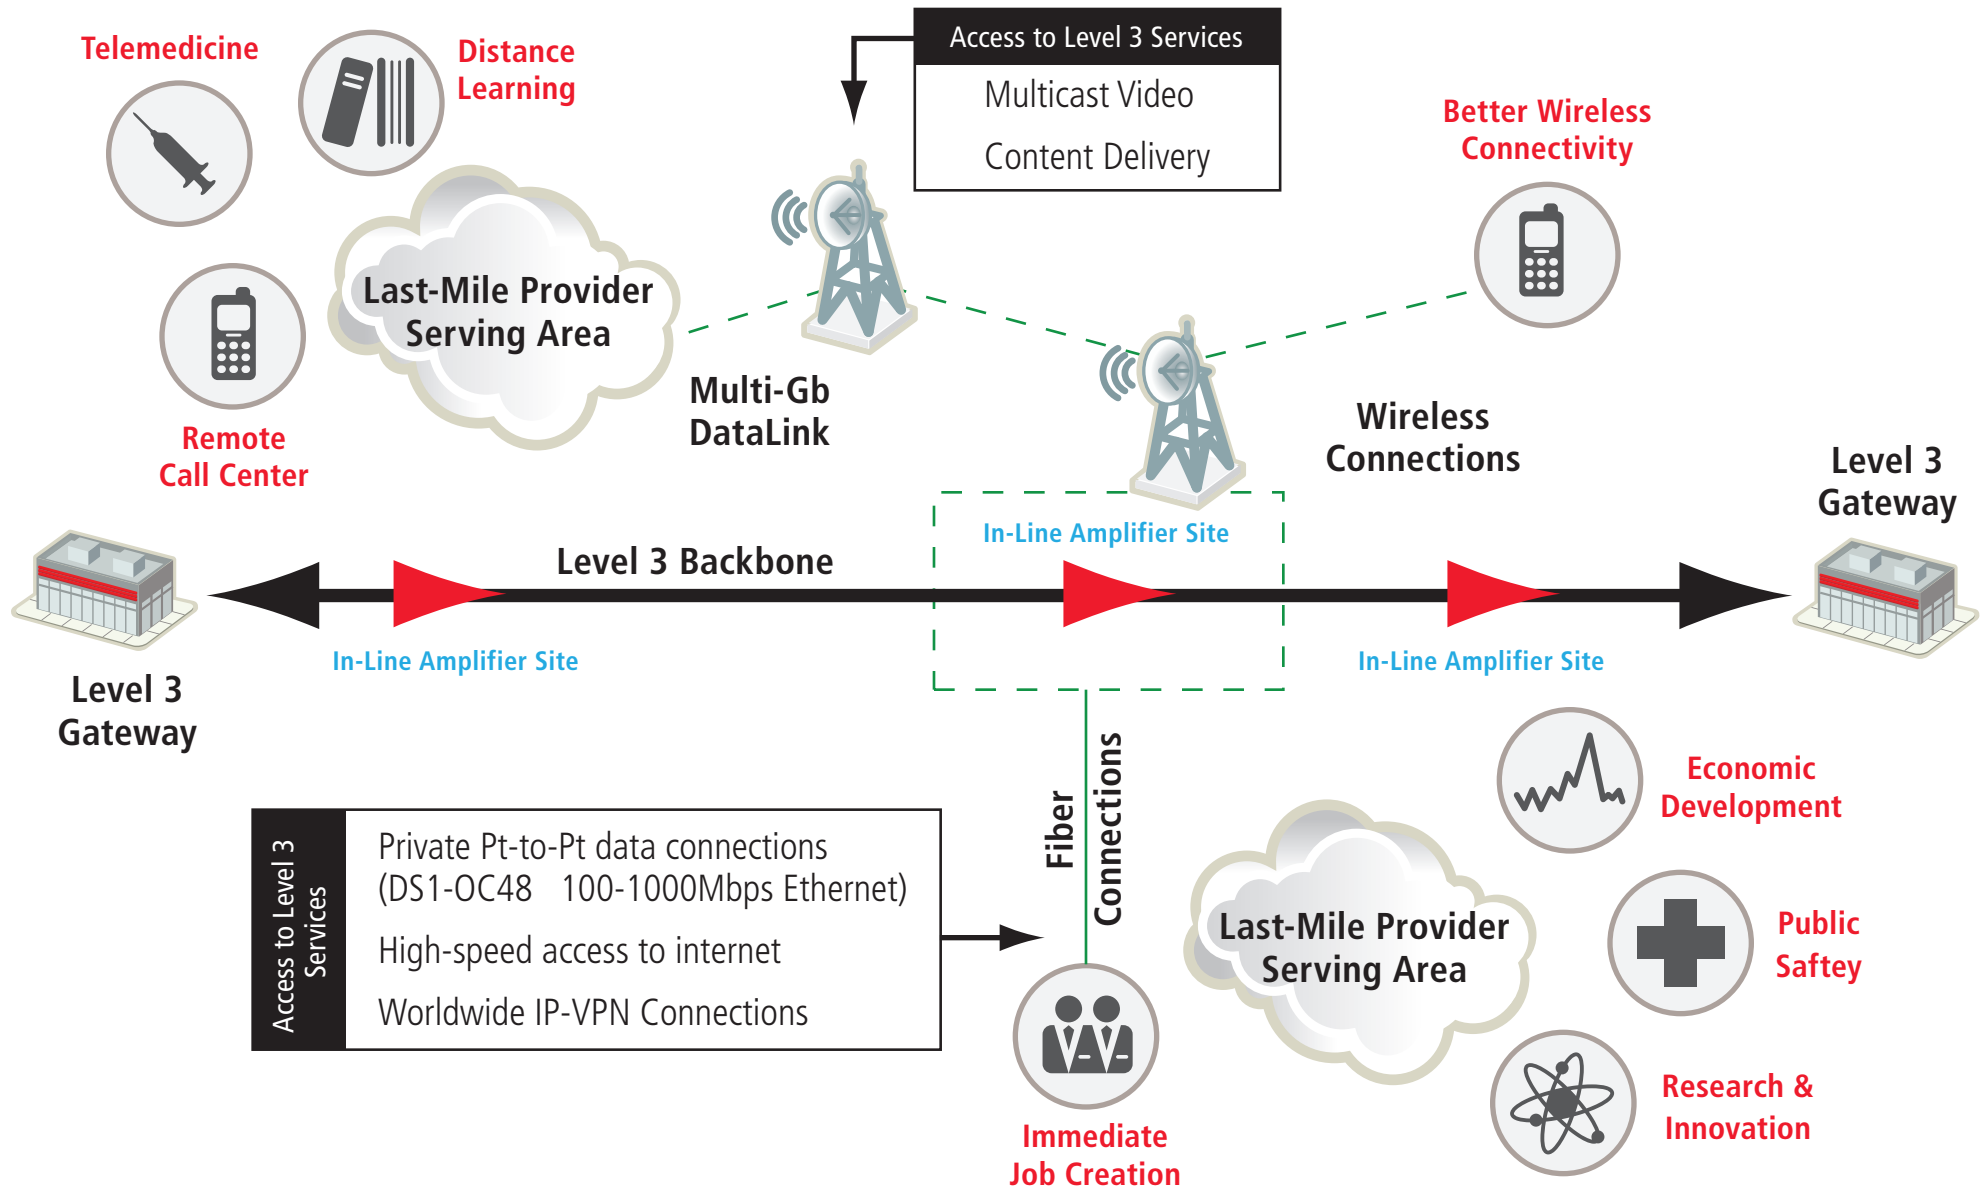 Telemedicine
Distance
Learning
Access to Level 3 Services
Multicast Video
Content Delivery
Better Wireless
Connectivity
Last-Mile Provider
Serving Area
Remote
Call Center
Multi-Gb
DataLink
Wireless
Connections
Level 3
Gateway
In-Line Amplifier Site
Level 3 Backbone
In-Line Amplifier Site
In-Line Amplifier Site
Level 3
Gateway
Fiber
Connections
Economic
Development
Access to Level 3
Services
Private Pt-to-Pt data connections
(DS1-OC48 100-1000Mbps Ethernet)
High-speed access to internet
Worldwide IP-VPN Connections
Last-Mile Provider
Serving Area
Public
Saftey
Research &
Innovation
Immediate
Job Creation